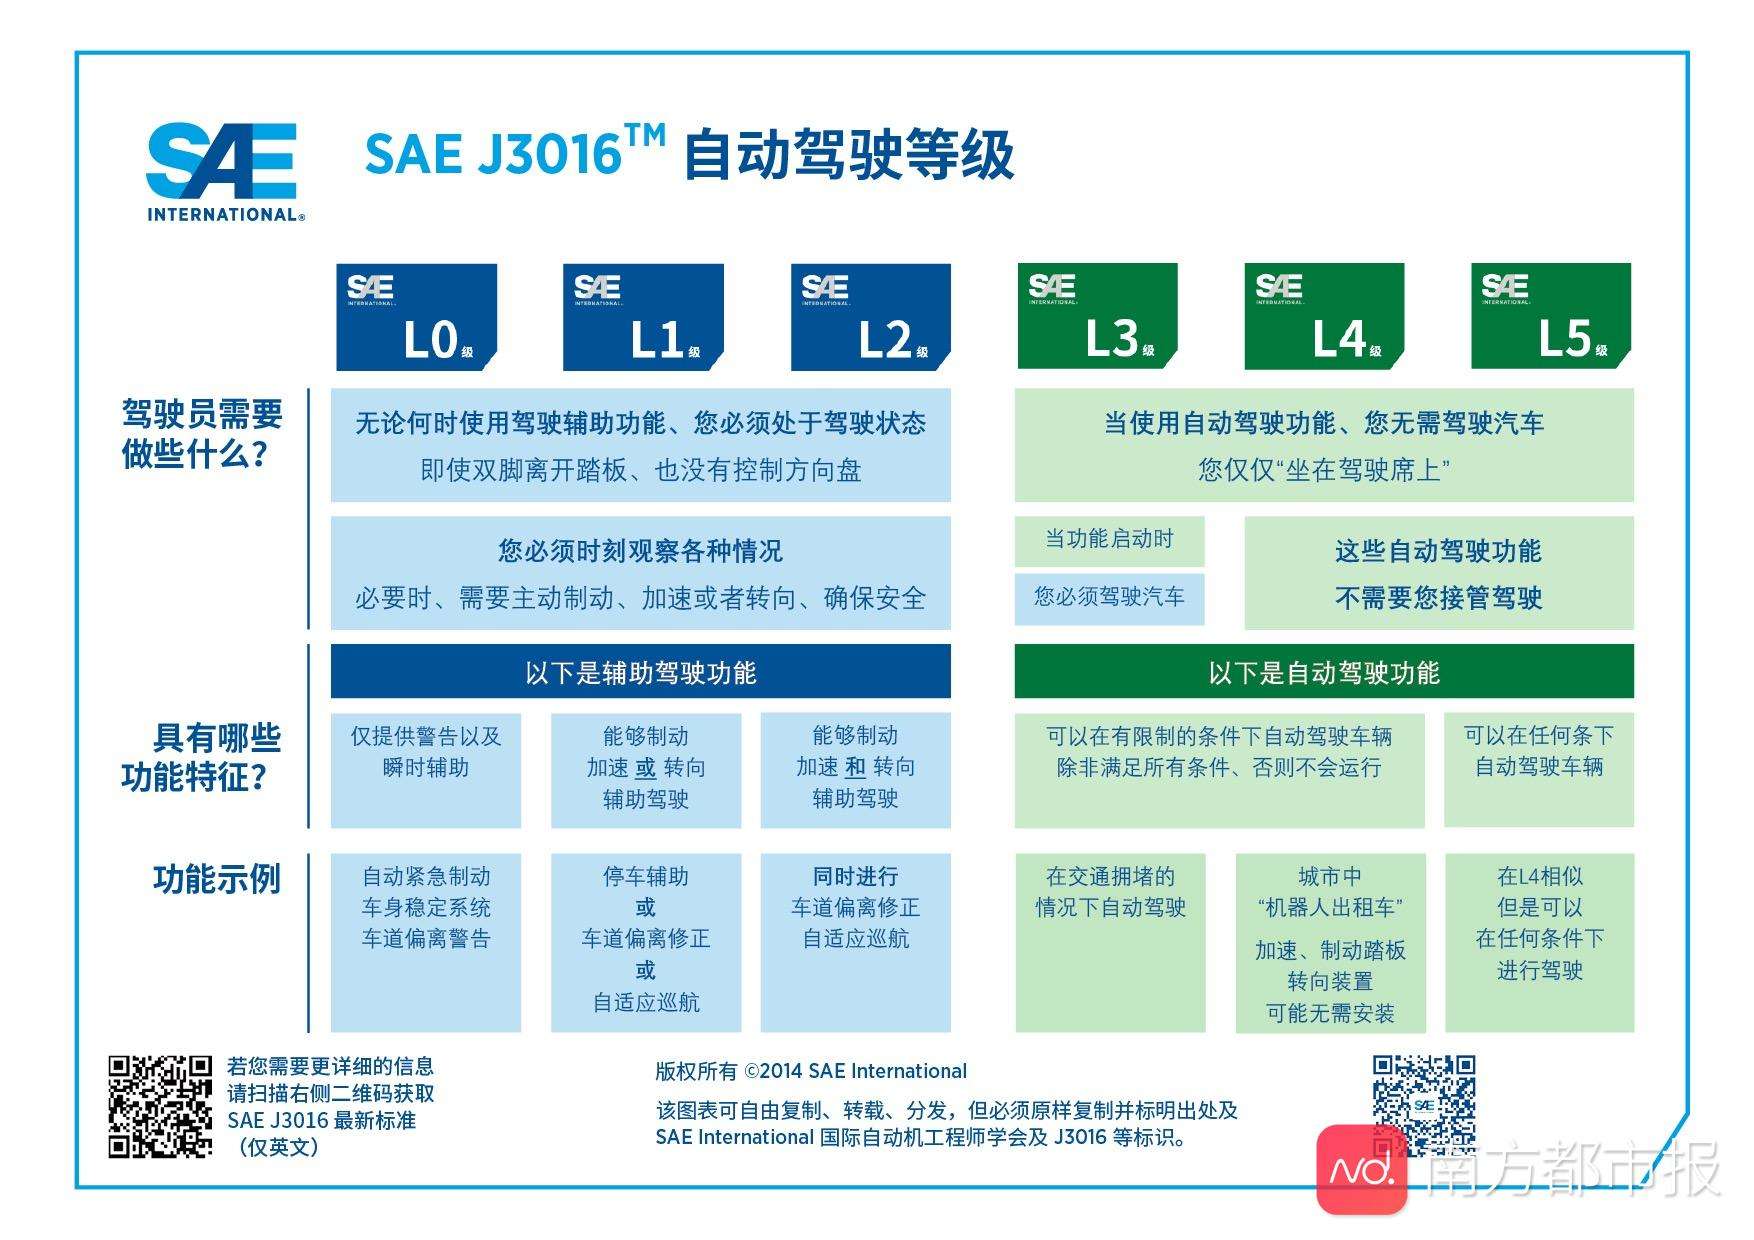 SAE
INTERNATIONAL®
SAE J3016™ 自动驾驶等级
SAE INTERNATIONAL. L0级
SAE INTERNATIONAL. L1级
SAE INTERNATIONAL. L2级
SAE INTERNATIONAL. L3级
SAE INTERNATIONAL. L4级
SAE INTERNATIONAL. L5级
驾驶员需要
做些什么?
无论何时使用驾驶辅助功能、您必须处于驾驶状态
即使双脚离开踏板、也没有控制方向盘
当使用自动驾驶功能、您无需驾驶汽车
您仅仅“坐在驾驶席上”
您必须时刻观察各种情况
必要时、需要主动制动、加速或者转向、确保安全
当功能启动时
您必须驾驶汽车
这些自动驾驶功能
不需要您接管驾驶
以下是辅助驾驶功能
以下是自动驾驶功能
具有哪些
功能特征?
仅提供警告以及
瞬时辅助
能够制动
加速 或 转向
辅助驾驶
能够制动
加速 和 转向
辅助驾驶
可以在有限制的条件下自动驾驶车辆
除非满足所有条件、否则不会运行
可以在任何条下
自动驾驶车辆
功能示例
自动紧急制动
车身稳定系统
车道偏离警告
停车辅助
或
车道偏离修正
或
自适应巡航
同时进行
车道偏离修正
自适应巡航
在交通拥堵的
情况下自动驾驶
城市中
“机器人出租车”
加速、制动踏板
转向装置
可能无需安装
在L4相似
但是可以
在任何条件下
进行驾驶
若您需要更详细的信息
请扫描右侧二维码获取
SAE J3016 最新标准
（仅英文）
版权所有 ©2014 SAE International
该图表可自由复制、转载、分发，但必须原样复制并标明出处及
SAE International 国际自动机工程师学会及 J3016 等标识。
SAE
Nd.
南方都市报